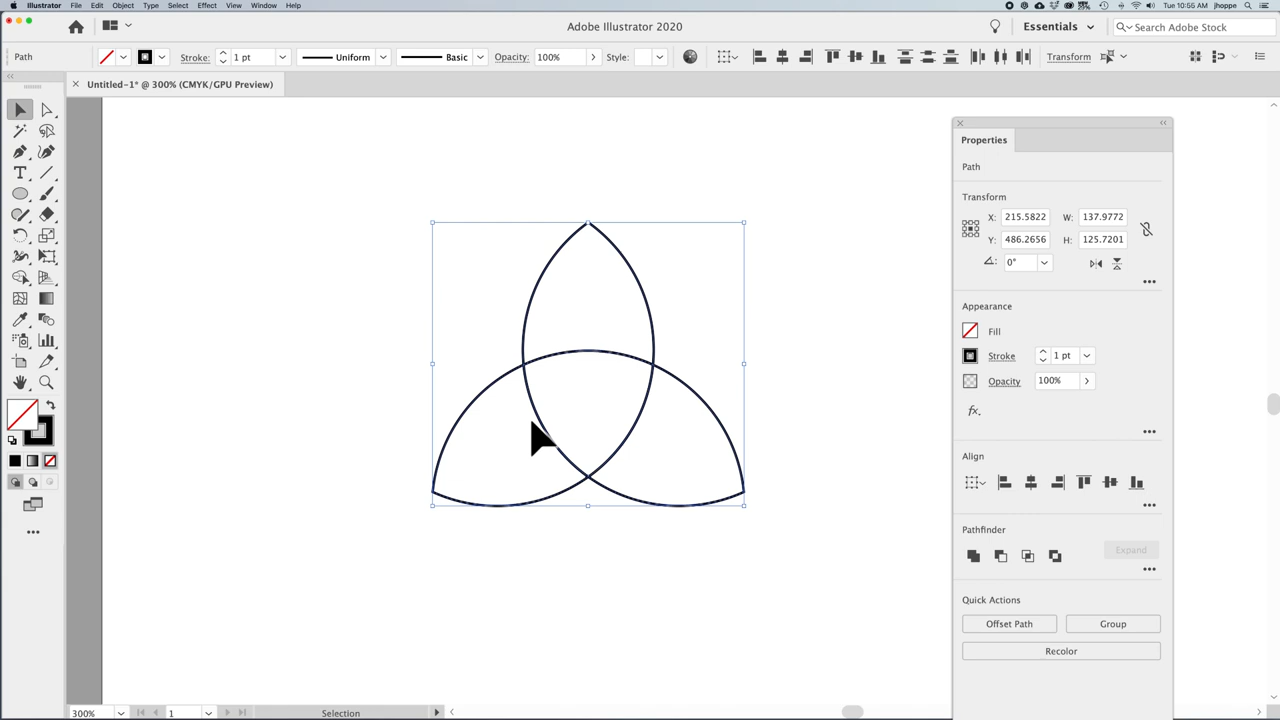 Illustrator File Edit Object Type Select Effect View Window Help Tue 10:55 AM jhoppe
Adobe Illustrator 2020 Essentials Search Adobe Stock
Path Stroke: 1 pt Uniform Basic Opacity: 100% Style: Transform
Untitled-1* @ 300% (CMYK/GPU Preview)
Properties
Path
Transform
X: 215.5822 W: 137.9772
Y: 486.2656 H: 125.7201
0°
Appearance
Fill
Stroke 1 pt
Opacity 100%
fx.
Align
Pathfinder
Expand
Quick Actions
Offset Path Group
Recolor
300% 1 Selection